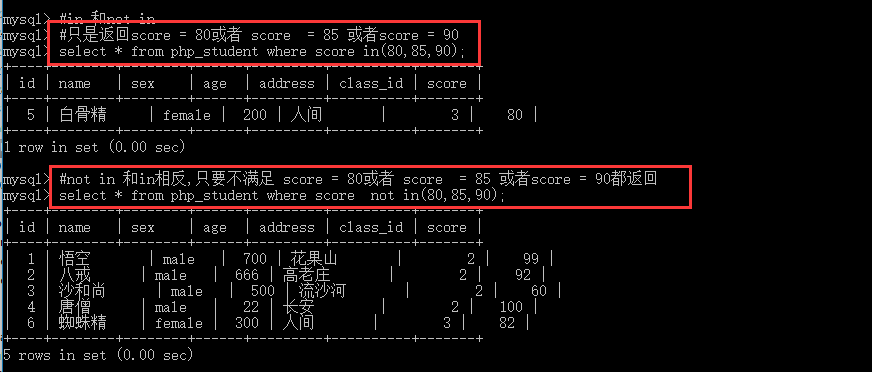 mysql> #in 和not in
mysql> #只是返回score = 80或者 score  = 85 或者score = 90
mysql> select * from php_student where score in(80,85,90);
+----+--------+--------+------+---------+----------+-------+
| id | name   | sex    | age  | address | class_id | score |
+----+--------+--------+------+---------+----------+-------+
|  5 | 白骨精 | female |  200 | 人间    |        3 |    80 |
+----+--------+--------+------+---------+----------+-------+
1 row in set (0.00 sec)
mysql> #not in 和in相反,只要不满足 score = 80或者 score  = 85 或者score = 90都返回
mysql> select * from php_student where score  not in(80,85,90);
+----+--------+--------+------+---------+----------+-------+
| id | name   | sex    | age  | address | class_id | score |
+----+--------+--------+------+---------+----------+-------+
|  1 | 悟空   | male   |  700 | 花果山  |        2 |    99 |
|  2 | 八戒   | male   |  666 | 高老庄  |        2 |    92 |
|  3 | 沙和尚 | male   |  500 | 流沙河  |        2 |    60 |
|  4 | 唐僧   | male   |   22 | 长安    |        2 |   100 |
|  6 | 蜘蛛精 | female |  300 | 人间    |        3 |    82 |
+----+--------+--------+------+---------+----------+-------+
5 rows in set (0.00 sec)